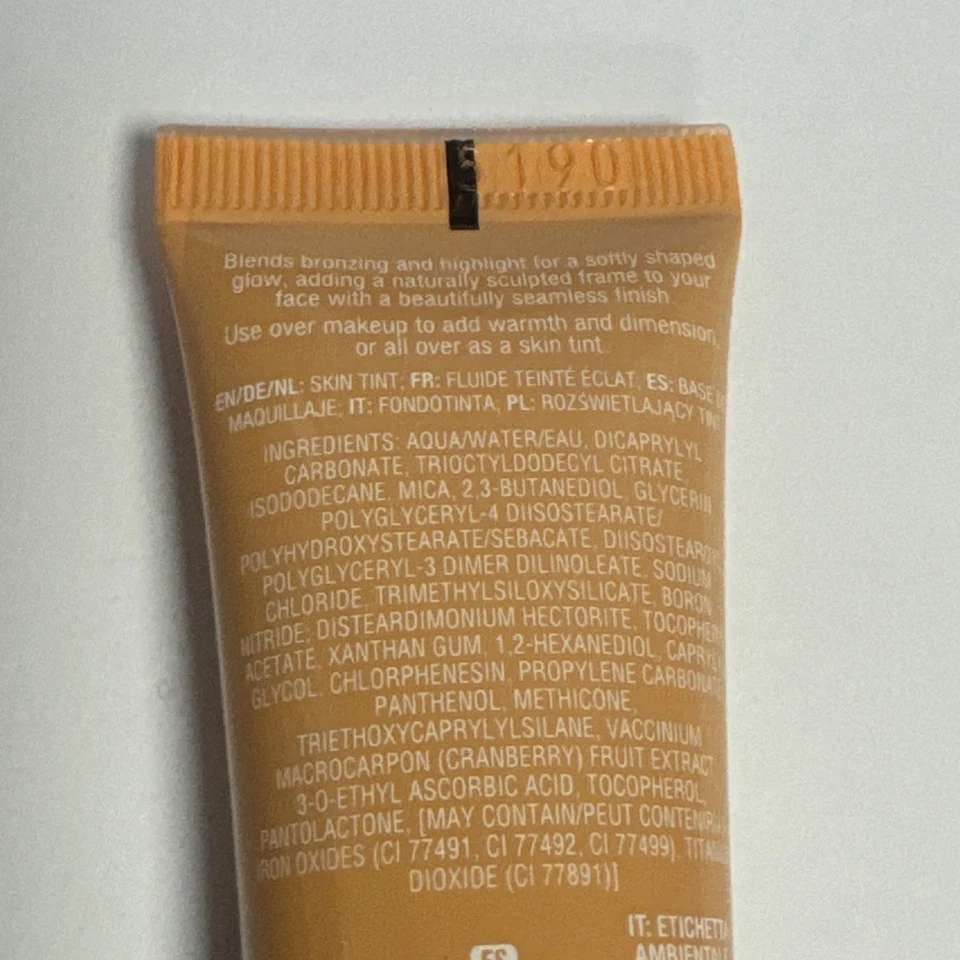 190
Blends bronzing and highlight for a softly shaped
glow, adding a naturally sculpted frame to your
face with a beautifully seamless finish
Use over makeup to add warmth and dimension,
or all over as a skin tint
EN/DE/NL: SKIN TINT; FR: FLUIDE TEINTÉ ÉCLAT; ES: BASE
MAQUILLAJE; IT: FONDOTINTA; PL: ROZŚWIETLAJĄCY TINT
INGREDIENTS: AQUA/WATER/EAU, DICAPRYLYL
CARBONATE, TRIOCTYLDODECYL CITRATE,
ISODODECANE, MICA, 2,3-BUTANEDIOL, GLYCERIN,
POLYGLYCERYL-4 DIISOSTEARATE/
POLYHYDROXYSTEARATE/SEBACATE, DIISOSTEAROYL
POLYGLYCERYL-3 DIMER DILINOLEATE, SODIUM
CHLORIDE, TRIMETHYLSILOXYSILICATE, BORON
NITRIDE, DISTEARDIMONIUM HECTORITE, TOCOPHERYL
ACETATE, XANTHAN GUM, 1,2-HEXANEDIOL, CAPRYLYL
GLYCOL, CHLORPHENESIN, PROPYLENE CARBONATE,
PANTHENOL, METHICONE,
TRIETHOXYCAPRYLYLSILANE, VACCINIUM
MACROCARPON (CRANBERRY) FRUIT EXTRACT,
3-O-ETHYL ASCORBIC ACID, TOCOPHEROL,
PANTOLACTONE, [MAY CONTAIN/PEUT CONTENIR
IRON OXIDES (CI 77491, CI 77492, CI 77499), TITANIUM
DIOXIDE (CI 77891)]
IT: ETICHETTA
AMBIENTALE
ES